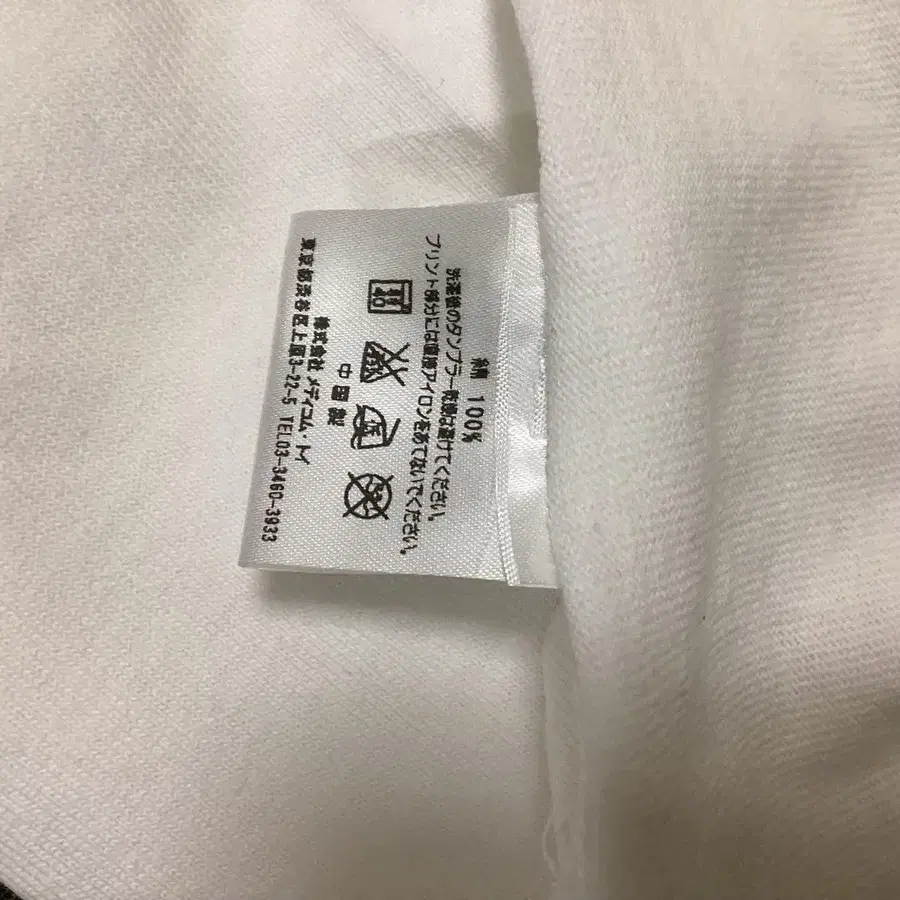 綿 100%
洗濯後のタンブラー乾燥は避けてください。
プリント部分には直接アイロンをあてないでください。
40
中国製
株式会社 メディコム・トイ
東京都渋谷区上原3-22-5 TEL03-3460-3933